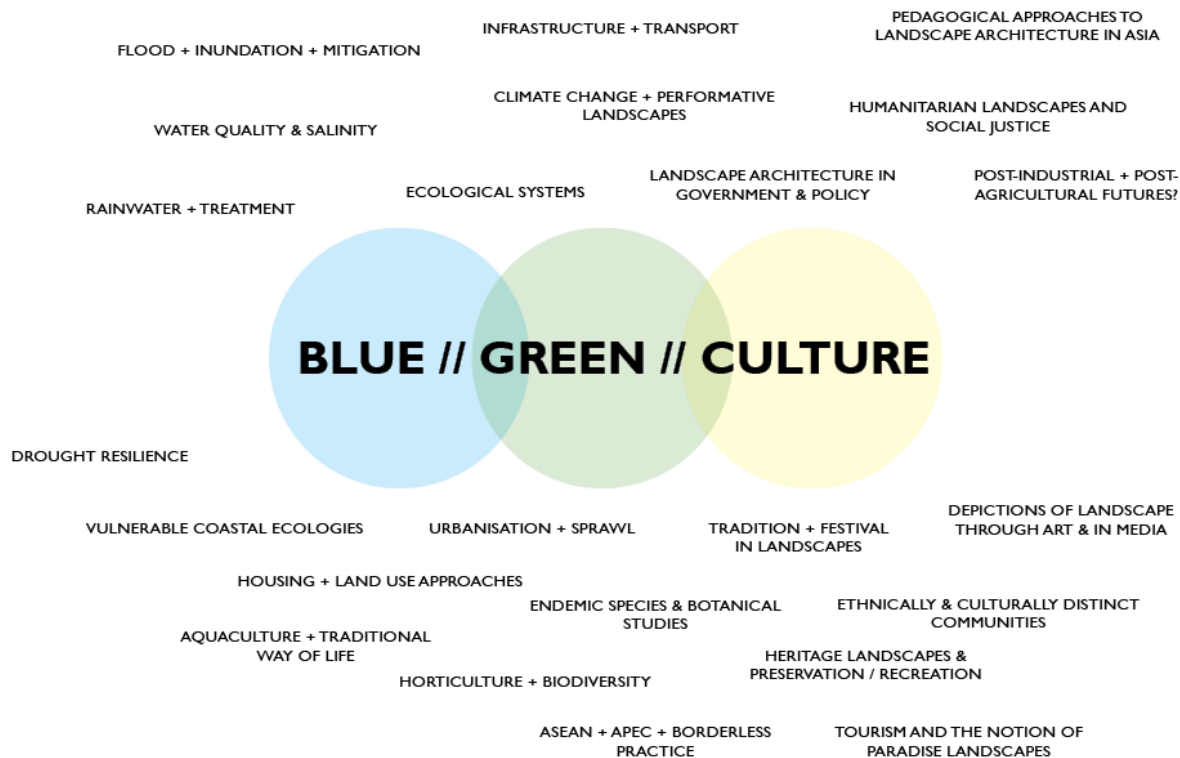 PEDAGOGICAL APPROACHES TO
LANDSCAPE ARCHITECTURE IN ASIA
INFRASTRUCTURE + TRANSPORT
FLOOD + INUNDATION + MITIGATION
CLIMATE CHANGE + PERFORMATIVE
LANDSCAPES
HUMANITARIAN LANDSCAPES AND
SOCIAL JUSTICE
WATER QUALITY & SALINITY
LANDSCAPE ARCHITECTURE IN
GOVERNMENT & POLICY
POST-INDUSTRIAL + POST-
AGRICULTURAL FUTURES?
ECOLOGICAL SYSTEMS
RAINWATER + TREATMENT
BLUE // GREEN // CULTURE
DROUGHT RESILIENCE
DEPICTIONS OF LANDSCAPE
THROUGH ART & IN MEDIA
VULNERABLE COASTAL ECOLOGIES
URBANISATION + SPRAWL
TRADITION + FESTIVAL
IN LANDSCAPES
HOUSING + LAND USE APPROACHES
ENDEMIC SPECIES & BOTANICAL
STUDIES
ETHNICALLY & CULTURALLY DISTINCT
COMMUNITIES
AQUACULTURE + TRADITIONAL
WAY OF LIFE
HERITAGE LANDSCAPES &
PRESERVATION / RECREATION
HORTICULTURE + BIODIVERSITY
ASEAN + APEC + BORDERLESS
PRACTICE
TOURISM AND THE NOTION OF
PARADISE LANDSCAPES